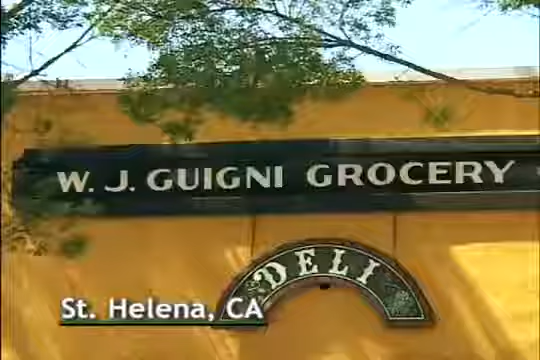 W. J. GUIGNI GROCERY
DELI
St. Helena, CA